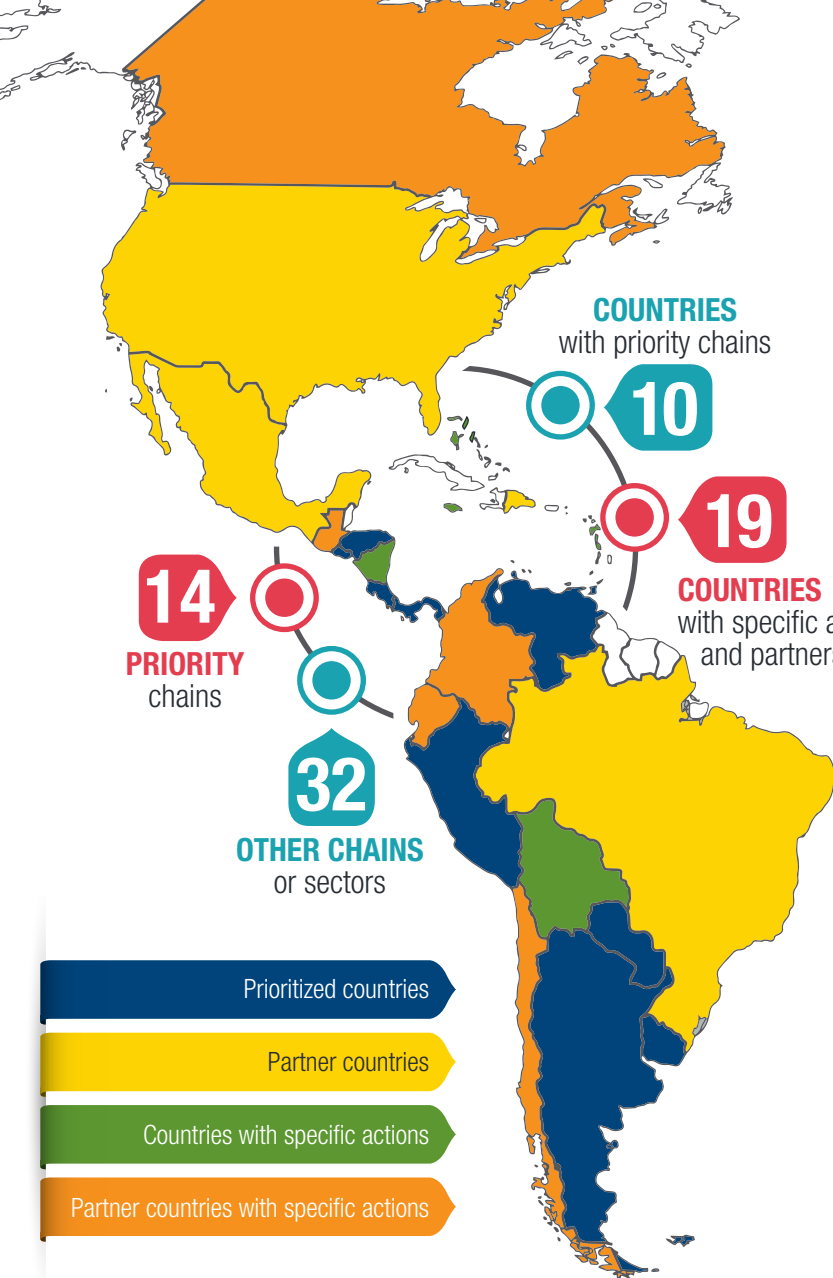 COUNTRIES
with priority chains
10
19
COUNTRIES
with specific
and
14
PRIORITY
chains
32
OTHER CHAINS
or sectors
Prioritized countries
Partner countries
Countries with specific actions
Partner countries with specific actions